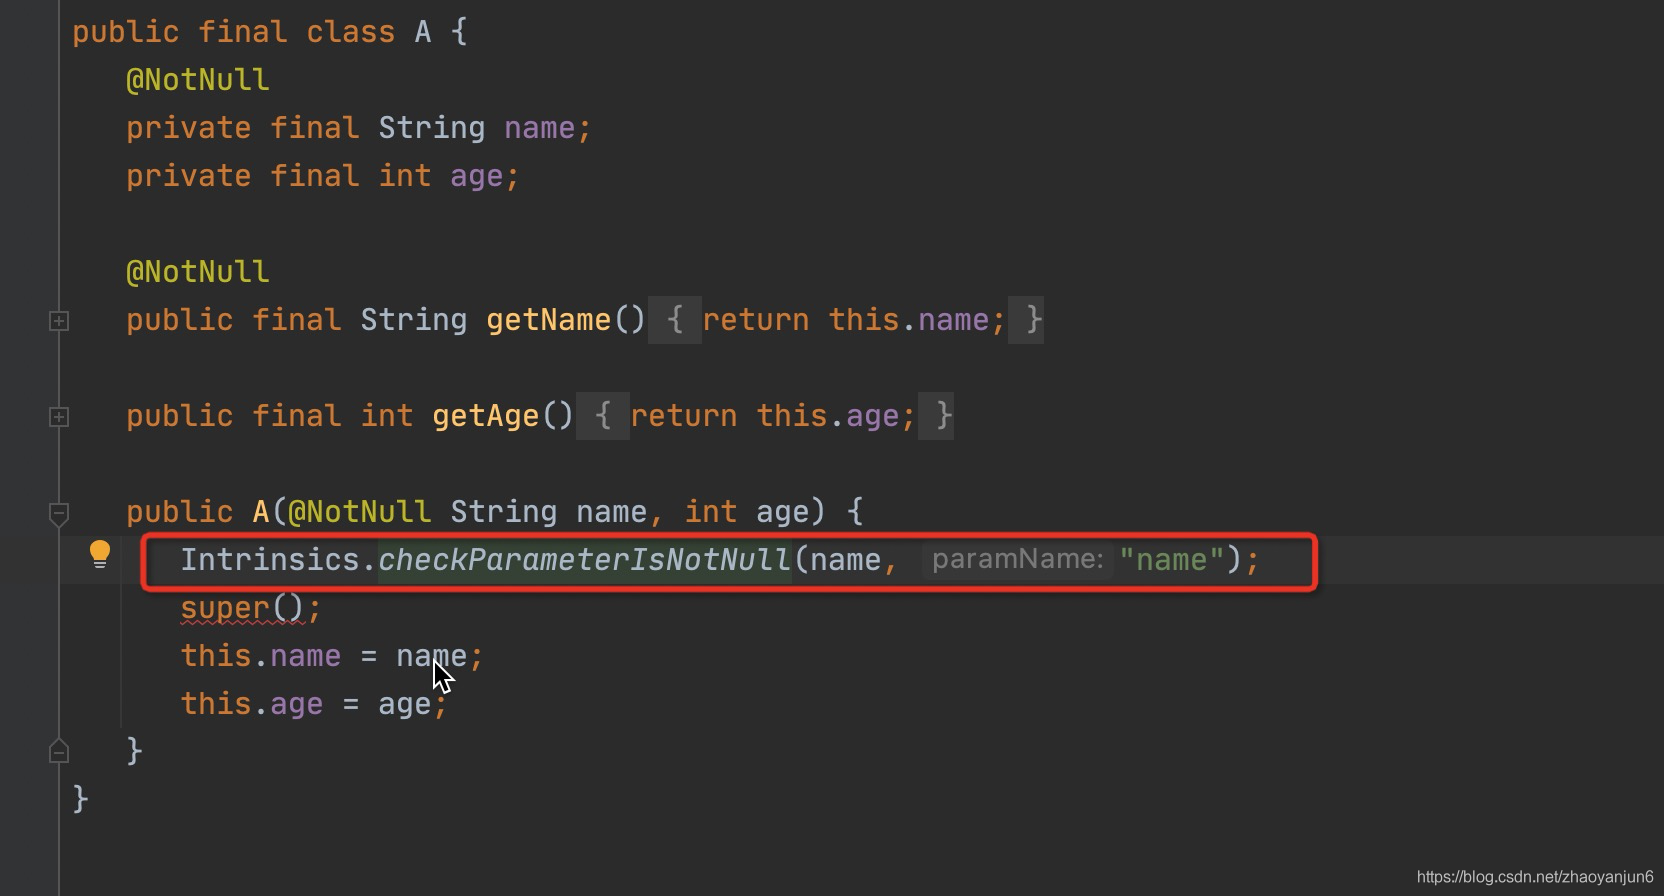 public final class A {
@NotNull
private final String name;
private final int age;
@NotNull
public final String getName() { return this.name; }
public final int getAge() { return this.age; }
public A(@NotNull String name, int age) {
Intrinsics.checkParameterIsNotNull(name, paramName: "name");
super();
this.name = name;
this.age = age;
}
}
https://blog.csdn.net/zhaoyanjun6